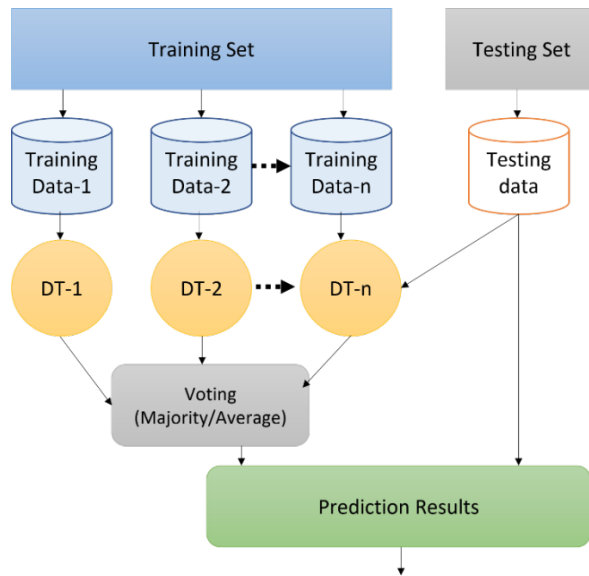 Training Set
Testing Set
Training
Data-1
Training
Data-2
Training
Data-n
Testing
data
DT-1
DT-2
DT-n
Voting
(Majority/Average)
Prediction Results